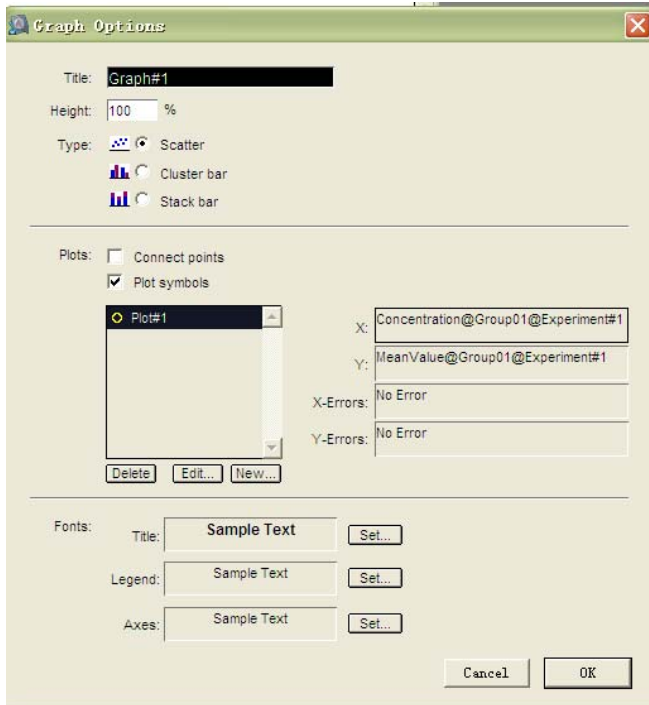 Graph Options
Title: Graph#1
Height: 100 %
Type: Scatter
Cluster bar
Stack bar
Plots: Connect points
Plot symbols
Plot#1
X: Concentration@Group01@Experiment#1
Y: MeanValue@Group01@Experiment#1
X-Errors: No Error
Y-Errors: No Error
Delete Edit... New...
Fonts:
Title: Sample Text Set...
Legend: Sample Text Set...
Axes: Sample Text Set...
Cancel OK